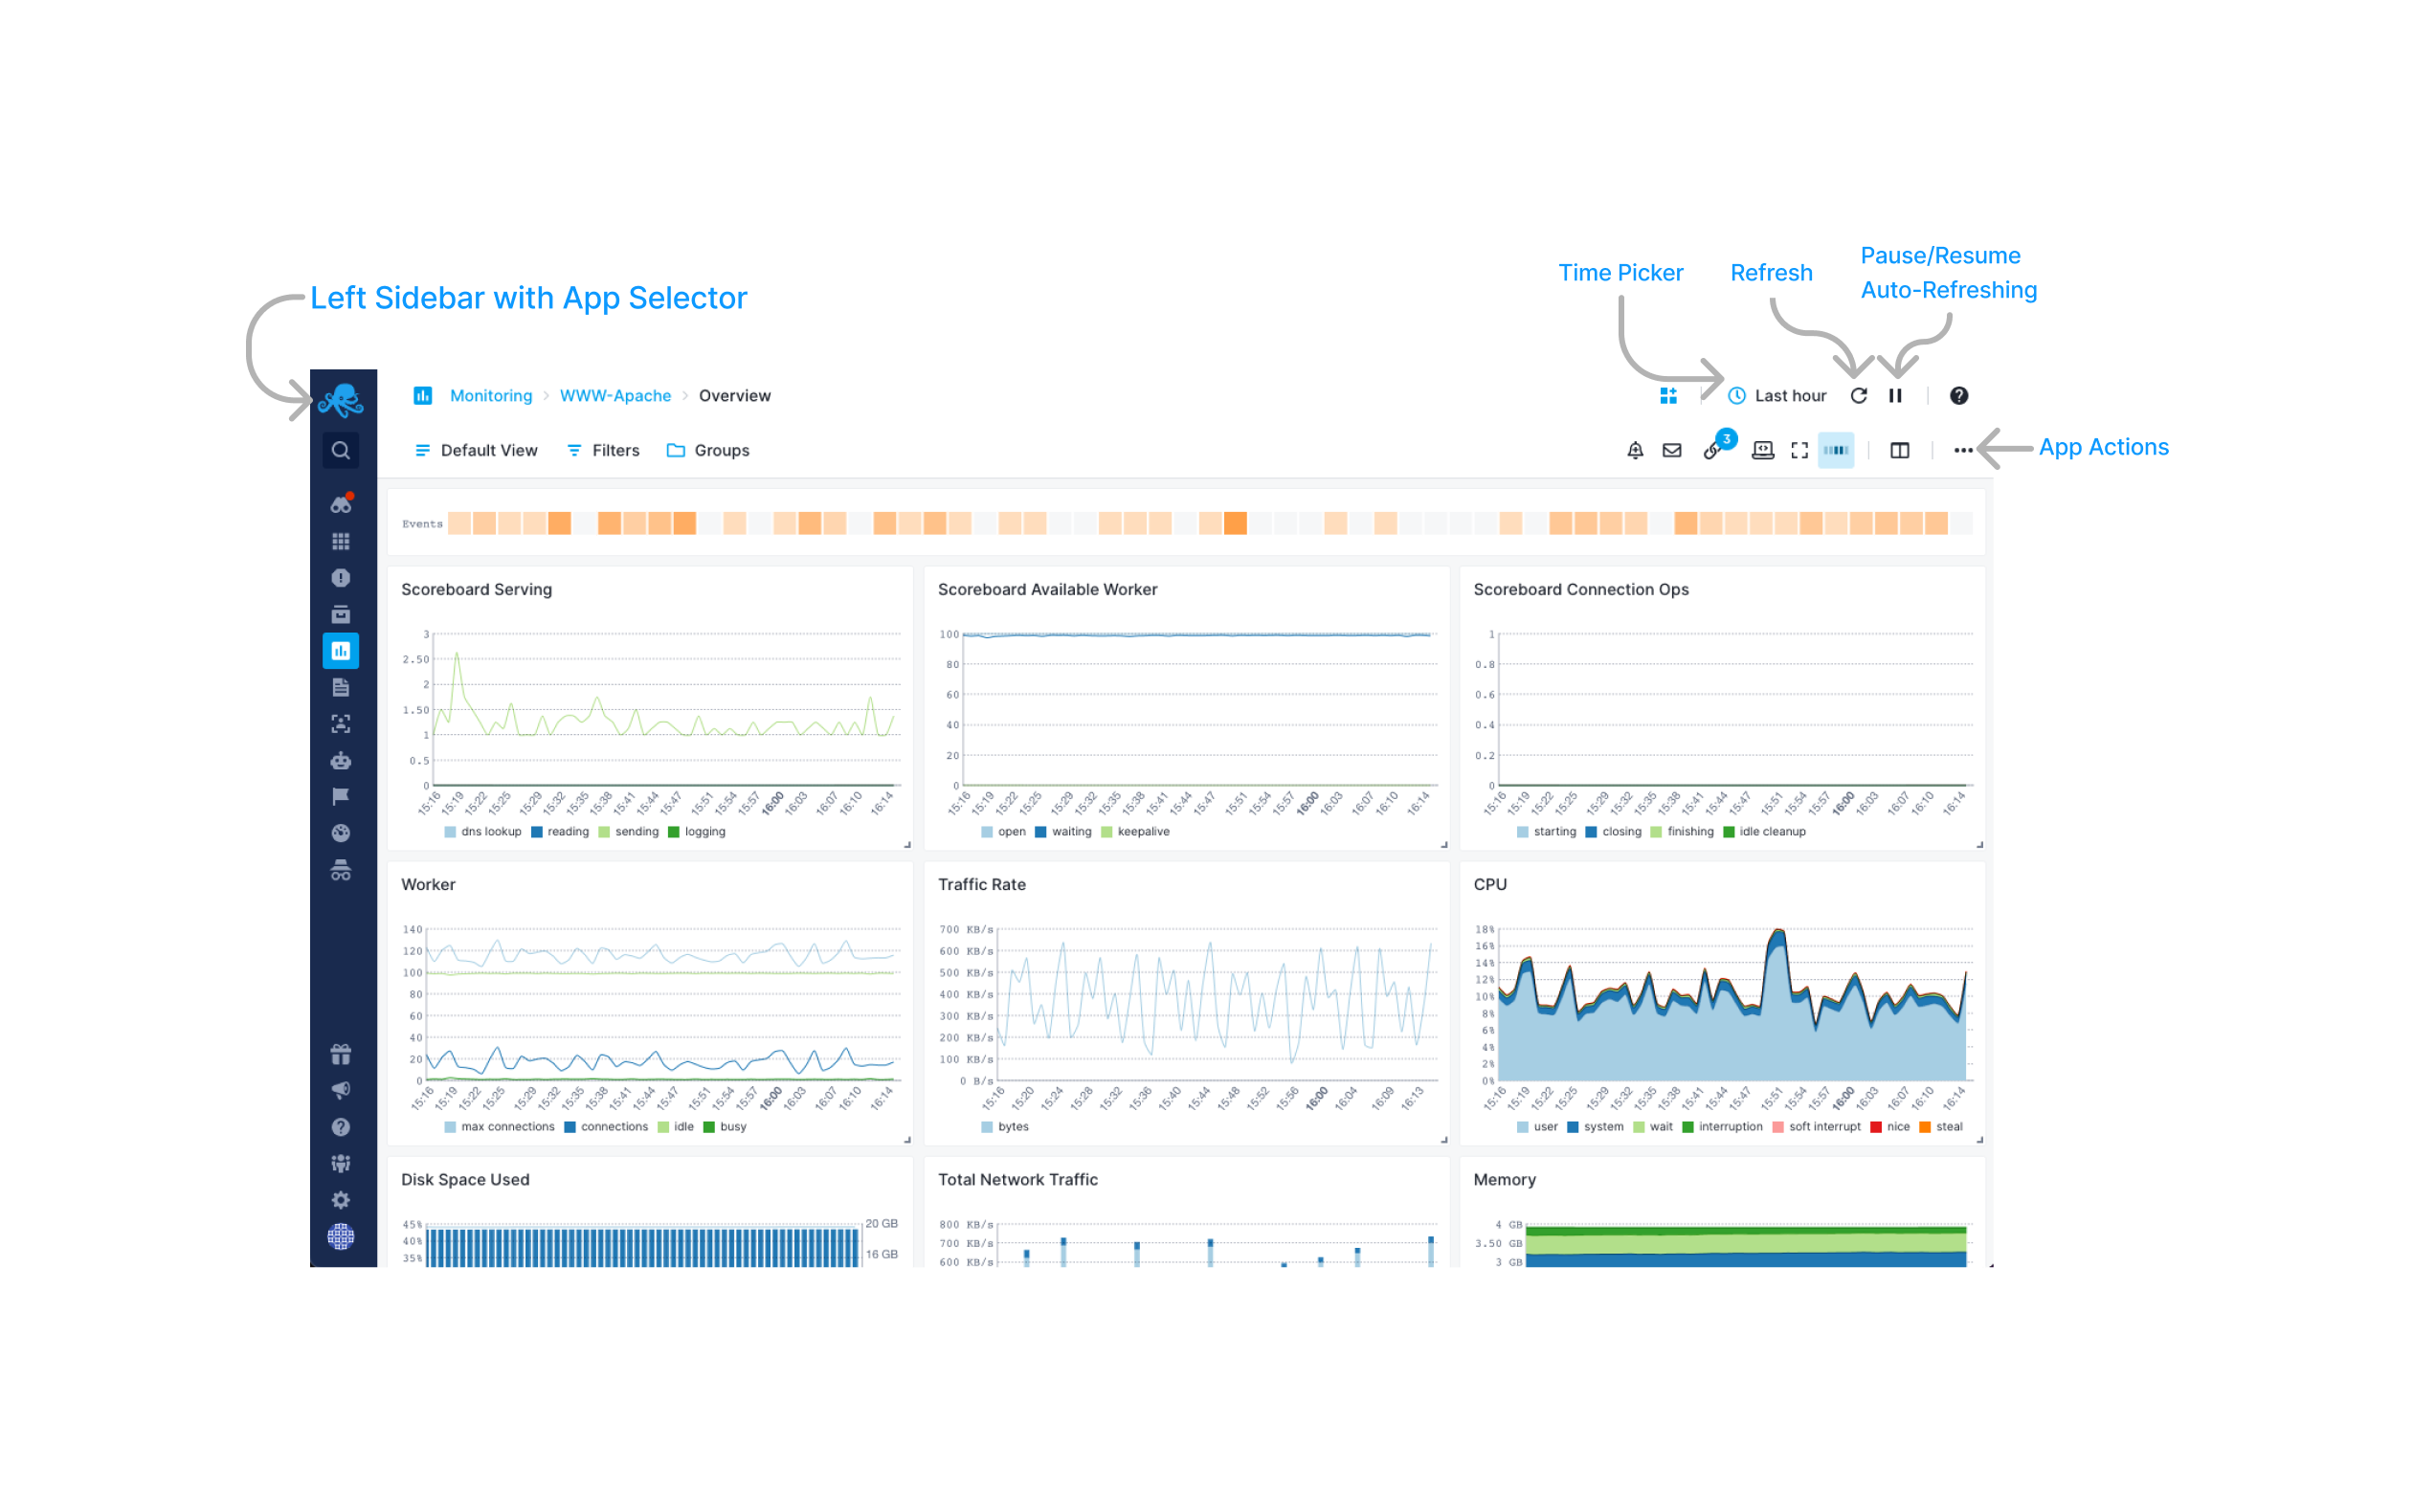 Pause/Resume
Auto-Refreshing
Time Picker
Refresh
Left Sidebar with App Selector
Monitoring > WWW-Apache > Overview
Last hour
Default View Filters Groups
3
App Actions
Events
Scoreboard Serving
3
2.50
2
1.50
1
0.5
0
15:16 15:19 15:22 15:25 15:29 15:32 15:35 15:38 15:41 15:44 15:47 15:51 15:54 15:57 16:00 16:03 16:07 16:10 16:14
dns lookup reading sending logging
Scoreboard Available Worker
100
80
60
40
20
0
15:16 15:19 15:22 15:25 15:29 15:32 15:35 15:38 15:41 15:44 15:47 15:51 15:54 15:57 16:00 16:03 16:07 16:10 16:14
open waiting keepalive
Scoreboard Connection Ops
1
0.8
0.6
0.4
0.2
0
15:16 15:19 15:22 15:25 15:29 15:32 15:35 15:38 15:41 15:44 15:47 15:51 15:54 15:57 16:00 16:03 16:07 16:10 16:14
starting closing finishing idle cleanup
Worker
140
120
100
80
60
40
20
0
15:16 15:19 15:22 15:25 15:29 15:32 15:35 15:38 15:41 15:44 15:47 15:51 15:54 15:57 16:00 16:03 16:07 16:10 16:14
max connections connections idle busy
Traffic Rate
700 KB/s
600 KB/s
500 KB/s
400 KB/s
300 KB/s
200 KB/s
100 KB/s
0 B/s
15:16 15:20 15:24 15:28 15:32 15:36 15:40 15:44 15:48 15:52 15:56 16:00 16:04 16:09 16:13
bytes
CPU
18%
16%
14%
12%
10%
8%
6%
4%
2%
0%
15:16 15:19 15:22 15:25 15:29 15:32 15:35 15:38 15:41 15:44 15:47 15:51 15:54 15:57 16:00 16:03 16:07 16:10 16:14
user system wait interruption soft interrupt nice steal
Disk Space Used
45%
40%
35%
20 GB
16 GB
Total Network Traffic
800 KB/s
700 KB/s
600 KB/s
Memory
4 GB
3.50 GB
3 GB